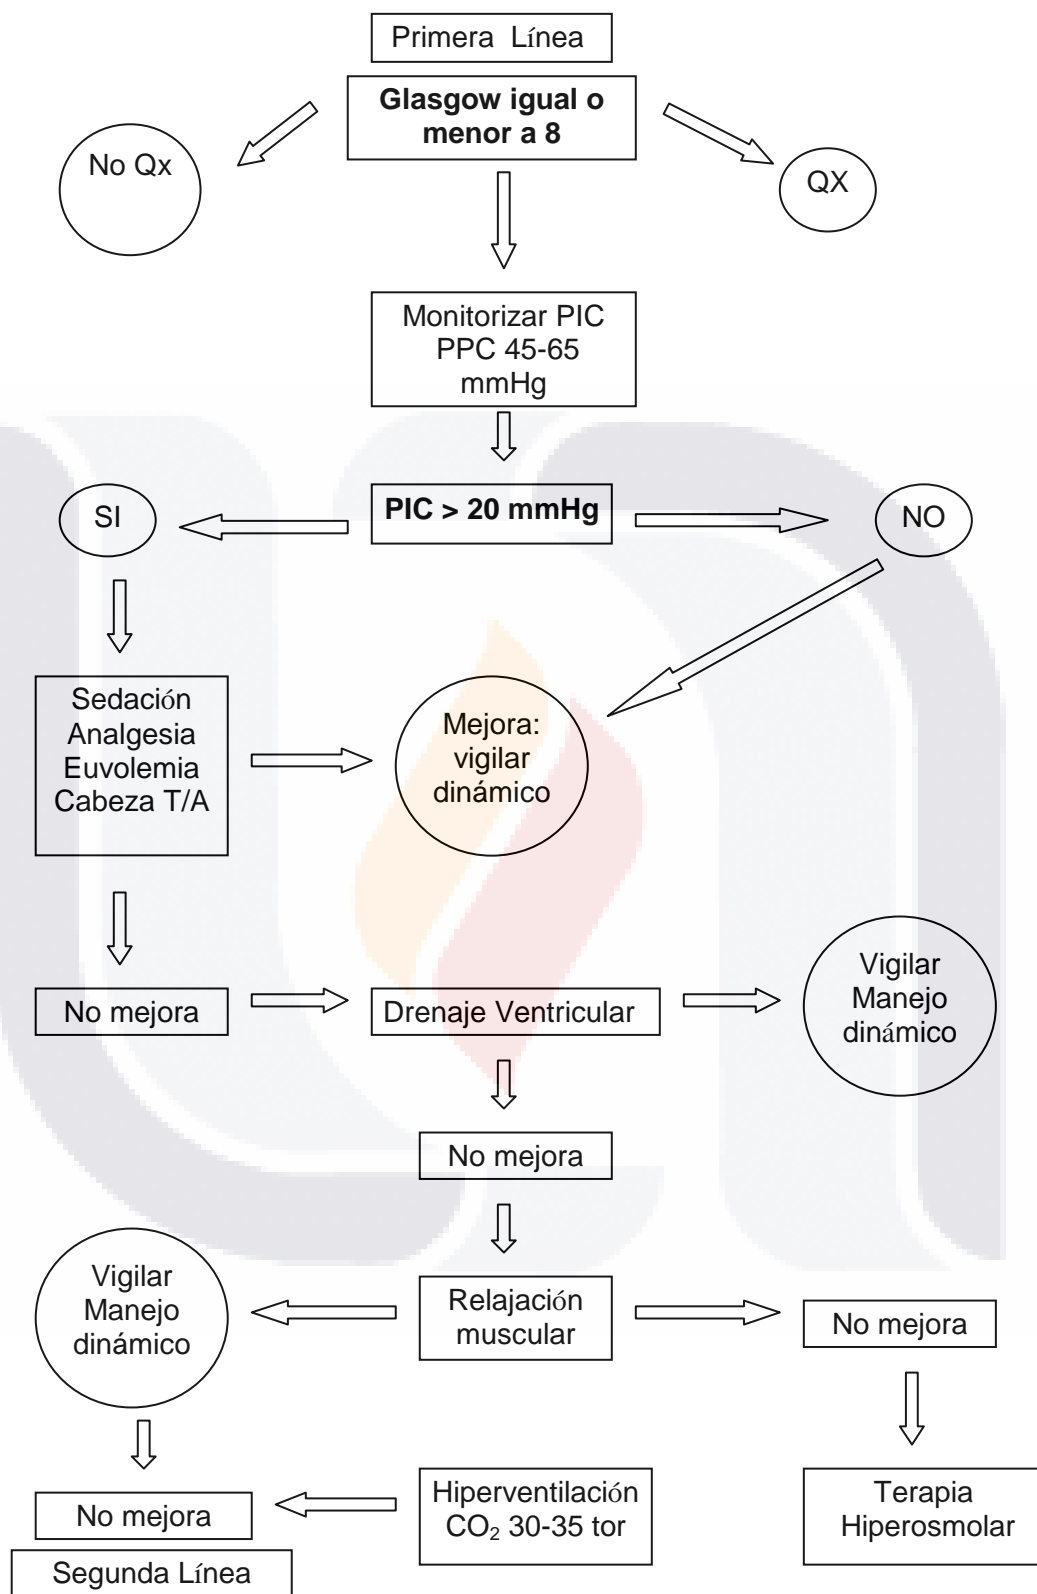 Primera Línea
Glasgow igual o
menor a 8
No Qx
QX
Monitorizar PIC
PPC 45-65
mmHg
SI
PIC > 20 mmHg
NO
Sedación
Analgesia
Euvolemia
Cabeza T/A
Mejora:
vigilar
dinámico
No mejora
Drenaje Ventricular
Vigilar
Manejo
dinámico
No mejora
Vigilar
Manejo
dinámico
Relajación
muscular
No mejora
No mejora
Hiperventilación
CO₂ 30-35 tor
Terapia
Hiperosmolar
Segunda Línea